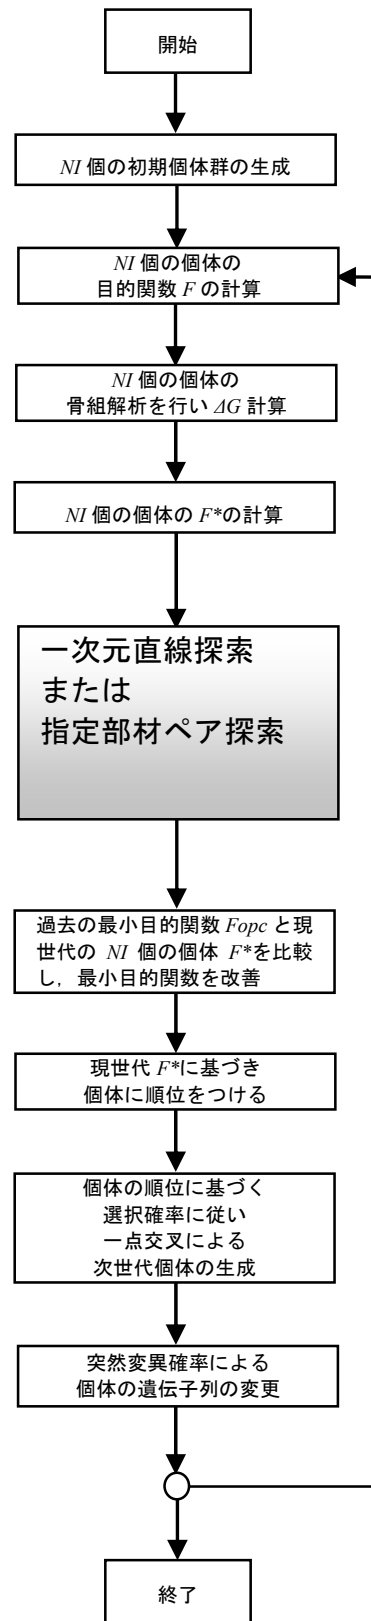 開始
NI 個の初期個体群の生成
NI 個の個体の
目的関数 F の計算
NI 個の個体の
骨組解析を行い ΔG 計算
NI 個の個体の F*の計算
一次元直線探索
または
指定部材ペア探索
過去の最小目的関数 Fopc と現
世代の NI 個の個体 F*を比較
し，最小目的関数を改善
現世代 F*に基づき
個体に順位をつける
個体の順位に基づく
選択確率に従い
一点交叉による
次世代個体の生成
突然変異確率による
個体の遺伝子列の変更
終了